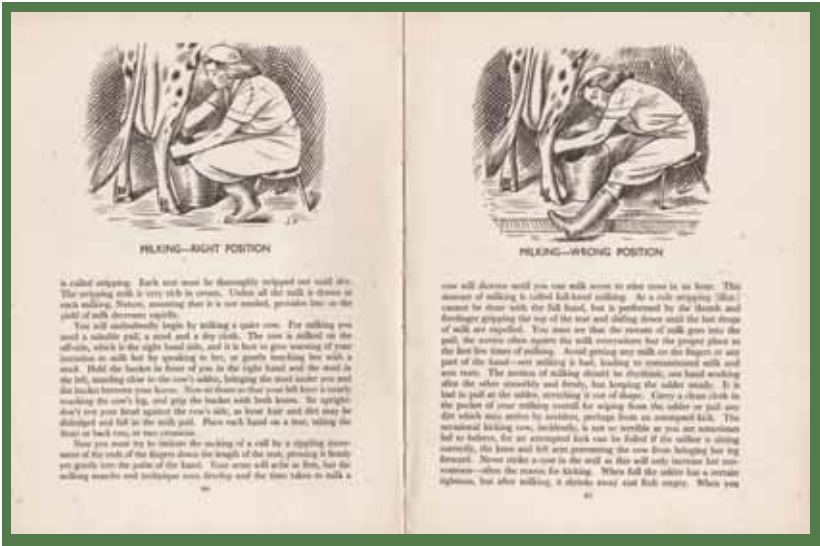 MILKING—RIGHT POSITION
is called stripping. Each teat must be thoroughly stripped out until dry.
The stripping milk is very rich in cream. Unless all the milk is drawn at
each milking, Nature, assuming that it is not needed, provides less so the
yield of milk decreases rapidly.
You will undoubtedly begin by milking a quiet cow. For milking you
need a suitable pail, a stool and a dry cloth. The cow is milked on the
off-side, which is the right hand side, and it is best to give warning of your
intention to milk her by speaking to her, or gently touching her with a
stool. Hold the bucket in front of you in the right hand and the stool in
the left, standing close to the cow's udder, bringing the stool under you and
the bucket between your knees. Now sit down so that your left knee is nearly
touching the cow's leg, and grip the bucket with both knees. Sit upright:
don't rest your head against the cow's side, as loose hair and dirt may be
dislodged and fall in the milk pail. Place each hand on a teat, taking the
front or back two, or two crosswise.
Now you must try to imitate the sucking of a calf by a rippling move-
ment of the ends of the fingers down the length of the teat, pressing it firmly
yet gently into the palm of the hand. Your arms will ache at first, but the
milking muscles and technique soon develop and the time taken to milk a
MILKING—WRONG POSITION
cow will shorten until you can milk seven to nine cows in an hour. This
manner of milking is called full-hand milking. As a rule stripping
cannot be done with the full hand, but is performed by the thumb and
forefinger gripping the top of the teat and sliding down until the last drops
of milk are expelled. You must see that the stream of milk goes into the
pail; the novice often squirts the milk everywhere but the proper place in
the first few times of milking. Avoid getting any milk on the fingers or any
part of the hand—wet milking is bad, leading to contaminated milk and
sore teats. The action of milking should be rhythmic, one hand working
after the other smoothly and firmly, but keeping the udder steady. It is
bad to pull at the udder, stretching it out of shape. Carry a clean cloth in
the pocket of your milking overall for wiping from the udder or pail any
dirt which may arrive by accident, perhaps from an attempted kick. The
occasional kicking cow, incidentally, is not so terrible as you are sometimes
led to believe, for an attempted kick can be foiled if the milker is sitting
correctly, the knee and left arm preventing the cow from bringing her leg
forward. Never strike a cow in the stall as this will only increase her ner-
vousness—often the reason for kicking. When full the udder has a certain
tightness, but after milking, it shrinks away and feels empty. When you